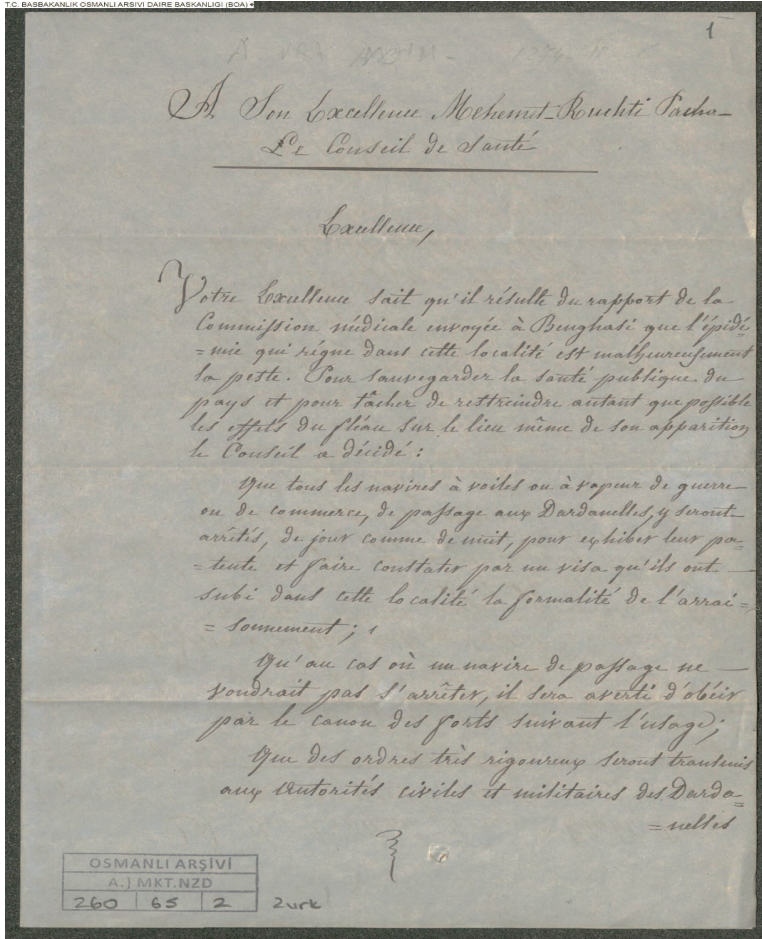 T.C. BASBAKANLIK OSMANLI ARSIVI DAIRE BASKANLIGI (BOA)
1
A Son Excellence Mehemet-Ruchti Pacha
Le Conseil de Santé
Excellence,
Votre Excellence sait qu'il résulte du rapport de la
Commission médicale envoyée à Benghasi que l'épidé-
=mie qui règne dans cette localité est malheureusement
la peste. Pour sauvegarder la santé publique du
pays et pour tâcher de restreindre autant que possible
les effets du fléau sur le lieu même de son apparition
le Conseil a décidé :
Que tous les navires à voiles ou à vapeur de guerre
ou de commerce, de passage aux Dardanelles, y seront
arrêtés, de jour comme de nuit, pour exhiber leur pa-
=tente et faire constater par un visa qu'ils ont
subi dans cette localité la formalité de l'arrai=
=sonnement ;
Qu'au cas où un navire de passage ne
voudrait pas s'arrêter, il sera averti d'obéir
par le canon des forts suivant l'usage ;
Que des ordres très rigoureux seront transmis
aux Autorités civiles et militaires des Darda=
=nelles
OSMANLI ARŞİVİ
A.} MKT.NZD
260 65 2 2urk